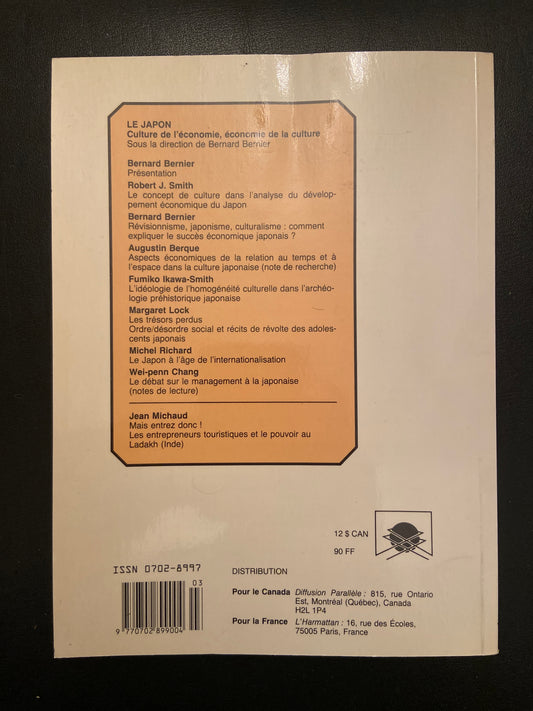 LE JAPON
Culture de l'économie, économie de la culture
Sous la direction de Bernard Bernier
Bernard Bernier
Présentation
Robert J. Smith
Le concept de culture dans l'analyse du dévelop-
pement économique du Japon
Bernard Bernier
Révisionnisme, japonisme, culturalisme : comment
expliquer le succès économique japonais ?
Augustin Berque
Aspects économiques de la relation au temps et à
l'espace dans la culture japonaise (note de recherche)
Fumiko Ikawa-Smith
L'idéologie de l'homogénéité culturelle dans l'archéo-
logie préhistorique japonaise
Margaret Lock
Les trésors perdus
Ordre/désordre social et récits de révolte des adoles-
cents japonais
Michel Richard
Le Japon à l'âge de l'internationalisation
Wei-penn Chang
Le débat sur le management à la japonaise
(notes de lecture)
Jean Michaud
Mais entrez donc !
Les entrepreneurs touristiques et le pouvoir au
Ladakh (Inde)
12 $ CAN
90 FF
ISSN 0702-8997
03
9 770702 899004
DISTRIBUTION
Pour le Canada Diffusion Parallèle : 815, rue Ontario
Est, Montréal (Québec), Canada
H2L 1P4
Pour la France L'Harmattan : 16, rue des Écoles,
75005 Paris, France